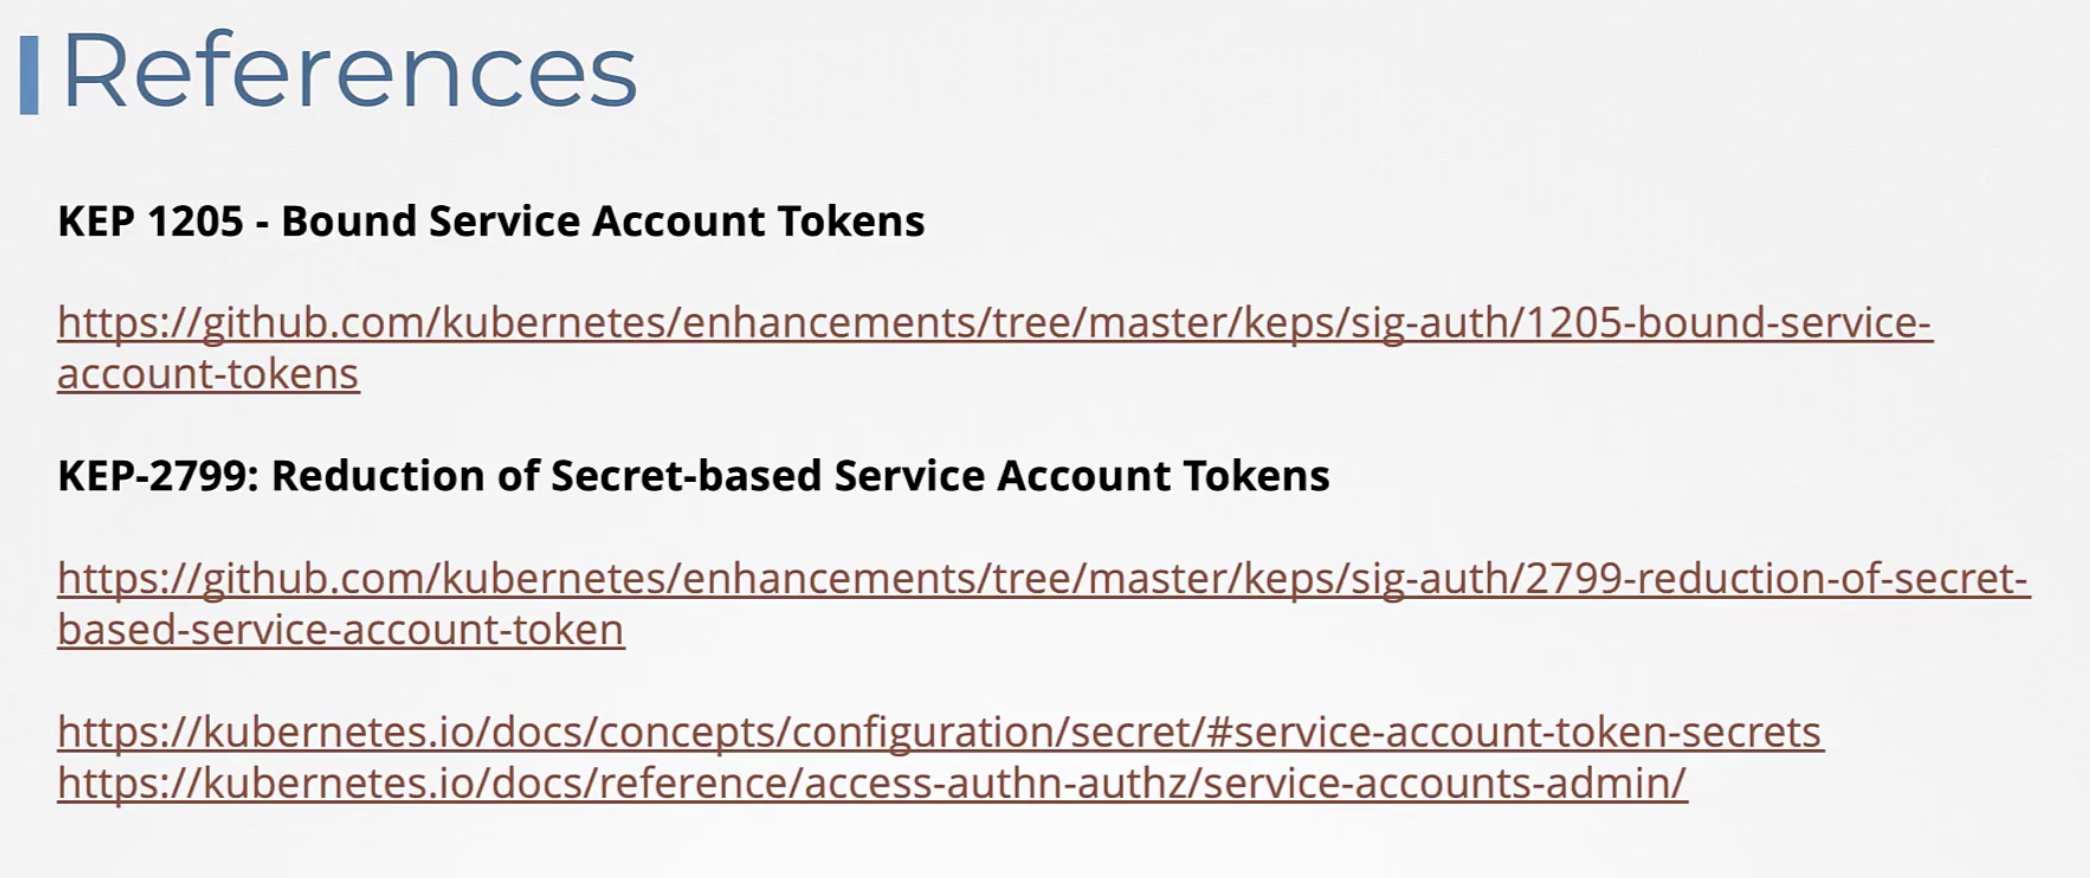 References
KEP 1205 - Bound Service Account Tokens
https://github.com/kubernetes/enhancements/tree/master/keps/sig-auth/1205-bound-service-
account-tokens
KEP-2799: Reduction of Secret-based Service Account Tokens
https://github.com/kubernetes/enhancements/tree/master/keps/sig-auth/2799-reduction-of-secret-
based-service-account-token
https://kubernetes.io/docs/concepts/configuration/secret/#service-account-token-secrets
https://kubernetes.io/docs/reference/access-authn-authz/service-accounts-admin/